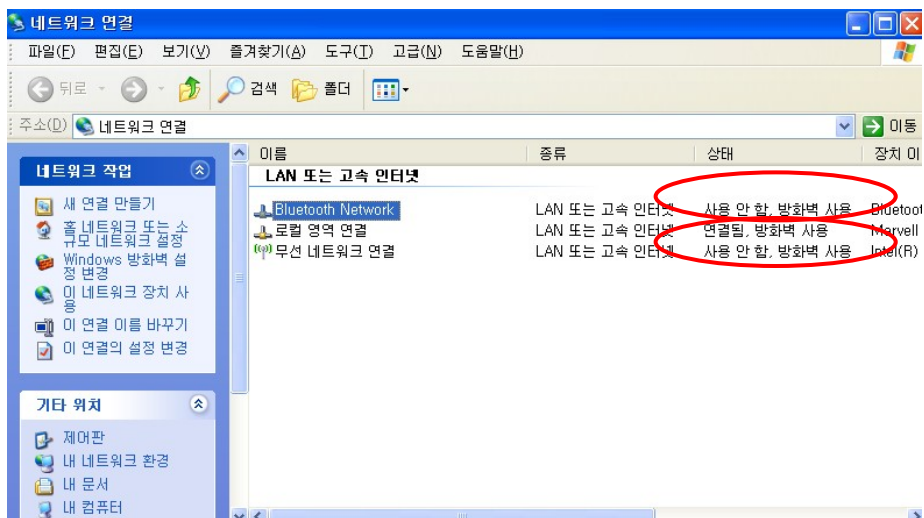 네트워크 연결
파일(F) 편집(E) 보기(V) 즐겨찾기(A) 도구(T) 고급(N) 도움말(H)
뒤로 검색 폴더
주소(D) 네트워크 연결 이동
네트워크 작업
새 연결 만들기
홈 네트워크 또는 소
규모 네트워크 설정
Windows 방화벽 설
정 변경
이 네트워크 장치 사
용
이 연결 이름 바꾸기
이 연결의 설정 변경
기타 위치
제어판
내 네트워크 환경
내 문서
내 컴퓨터
이름 종류 상태 장치 이
LAN 또는 고속 인터넷
Bluetooth Network LAN 또는 고속 인터넷 사용 안 함, 방화벽 사용 Bluetoot
로컬 영역 연결 LAN 또는 고속 인터넷 연결됨, 방화벽 사용 Marvell
무선 네트워크 연결 LAN 또는 고속 인터넷 사용 안 함, 방화벽 사용 Intel(R)